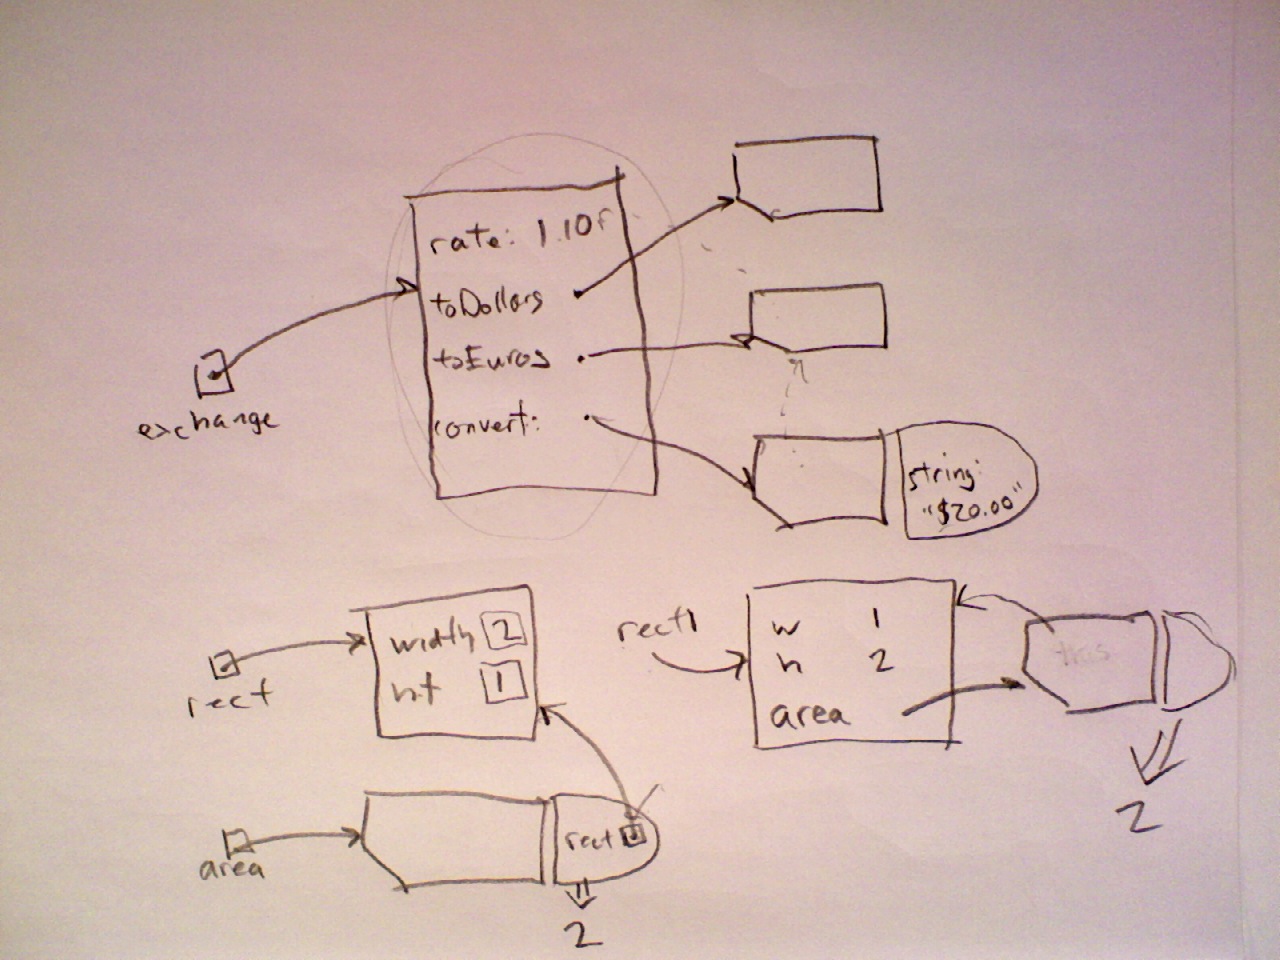 rate: 1.10
toDollars
toEuros
convert:
exchange
string:
"$20.00"
width 2
ht 1
rect
rect1
w 1
h 2
area
this
2
area
rect
2